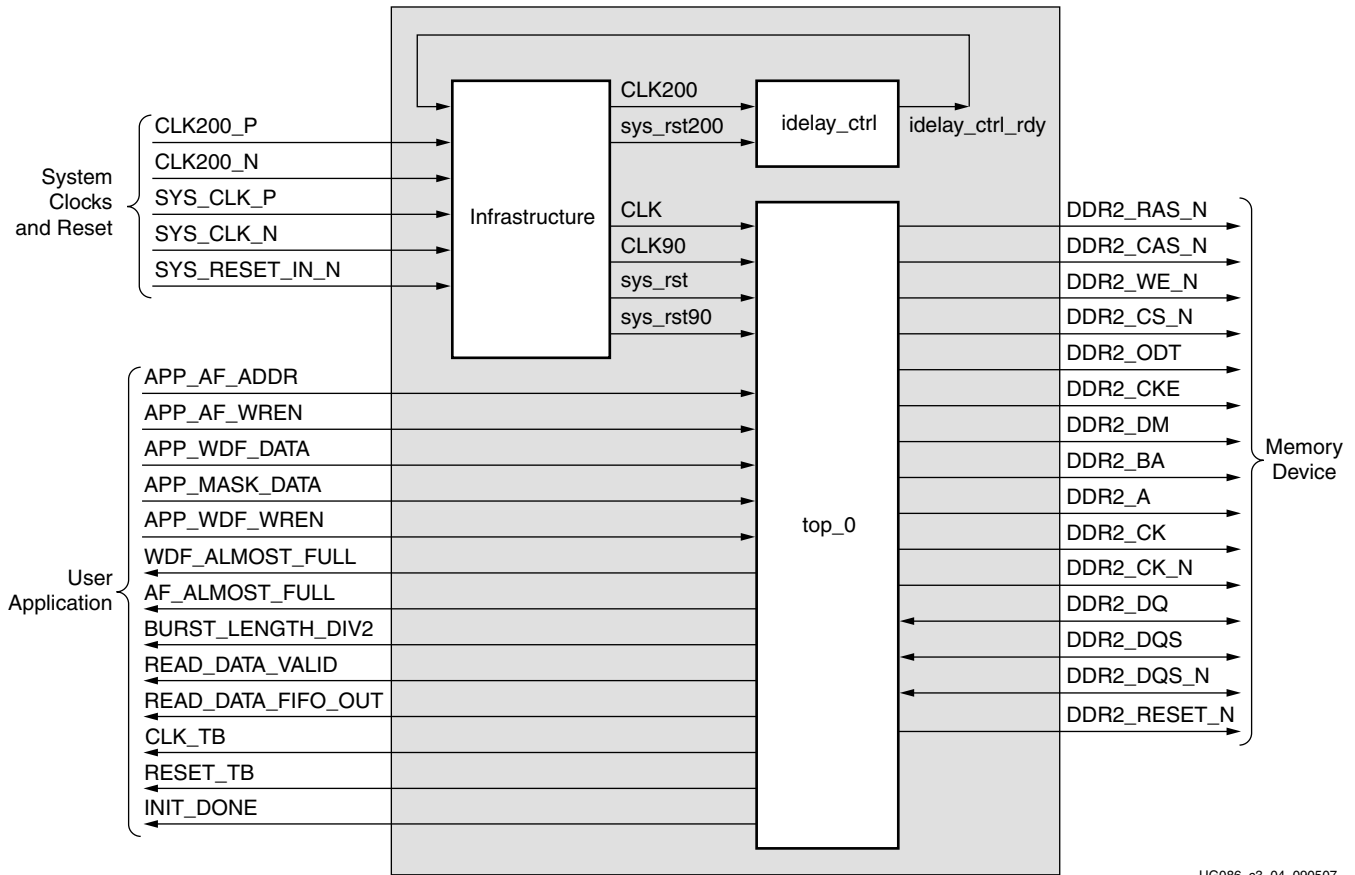 CLK200
sys_rst200
idelay_ctrl
idelay_ctrl_rdy
System
Clocks
and Reset
CLK200_P
CLK200_N
SYS_CLK_P
SYS_CLK_N
SYS_RESET_IN_N
Infrastructure
CLK
CLK90
sys_rst
sys_rst90
User
Application
APP_AF_ADDR
APP_AF_WREN
APP_WDF_DATA
APP_MASK_DATA
APP_WDF_WREN
WDF_ALMOST_FULL
AF_ALMOST_FULL
BURST_LENGTH_DIV2
READ_DATA_VALID
READ_DATA_FIFO_OUT
CLK_TB
RESET_TB
INIT_DONE
top_0
DDR2_RAS_N
DDR2_CAS_N
DDR2_WE_N
DDR2_CS_N
DDR2_ODT
DDR2_CKE
DDR2_DM
DDR2_BA
DDR2_A
DDR2_CK
DDR2_CK_N
DDR2_DQ
DDR2_DQS
DDR2_DQS_N
DDR2_RESET_N
Memory
Device